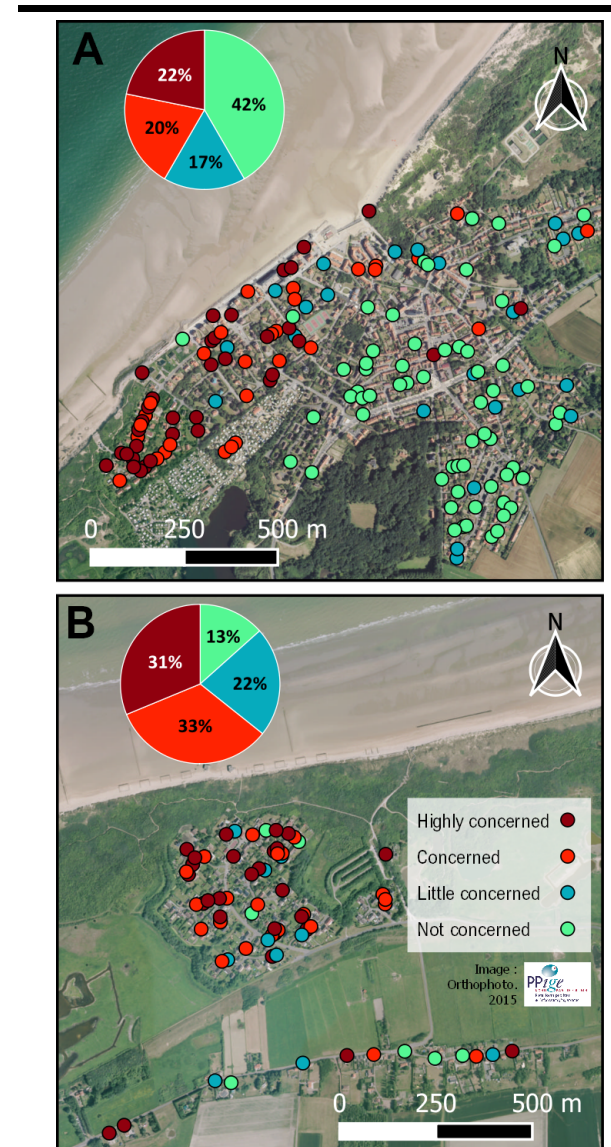 A
N
22%
42%
20%
17%
0 250 500 m
B
N
13%
31%
22%
33%
Highly concerned
Concerned
Little concerned
Not concerned
Image :
Orthophoto.
2015
PPige
0 250 500 m